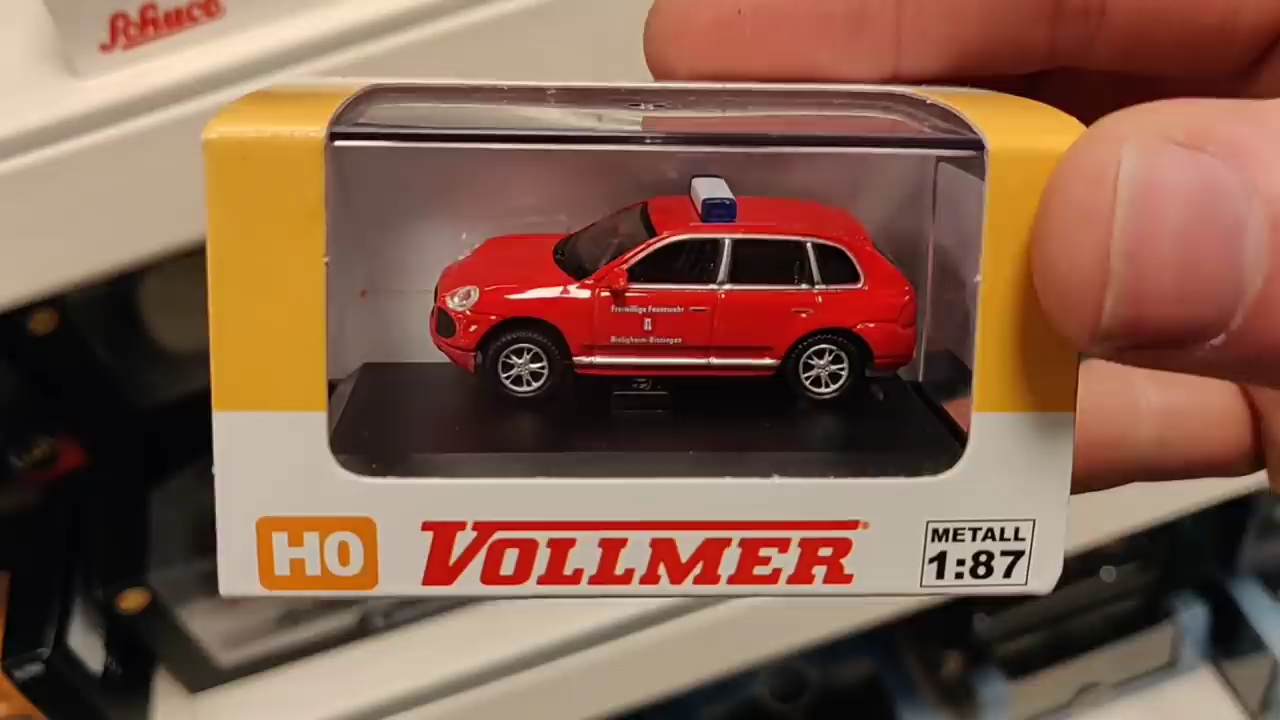 Schuco
Freiwillige Feuerwehr
Bietigheim-Bissingen
H0
VOLLMER
METALL
1:87